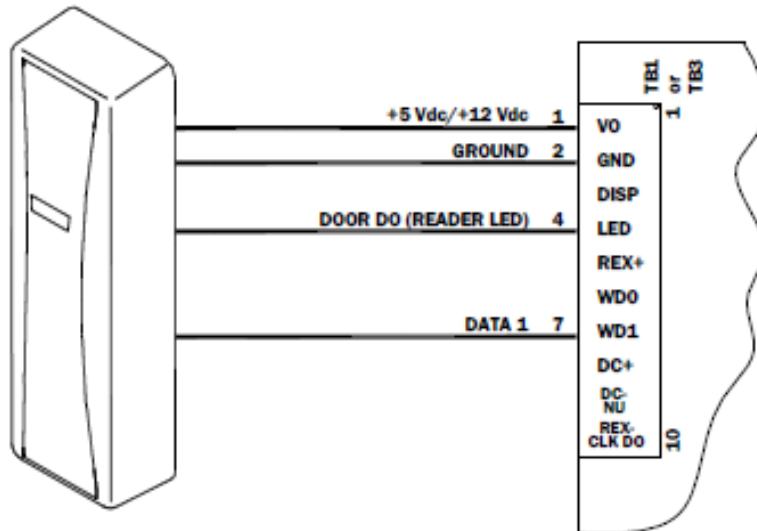 TB1
or
TB3
+5 Vdc/+12 Vdc 1 VO 1
GROUND 2 GND
DISP
DOOR DO (READER LED) 4 LED
REX+
WD0
DATA 1 7 WD1
DC+
DC-
NU
REX-
CLK DO 10